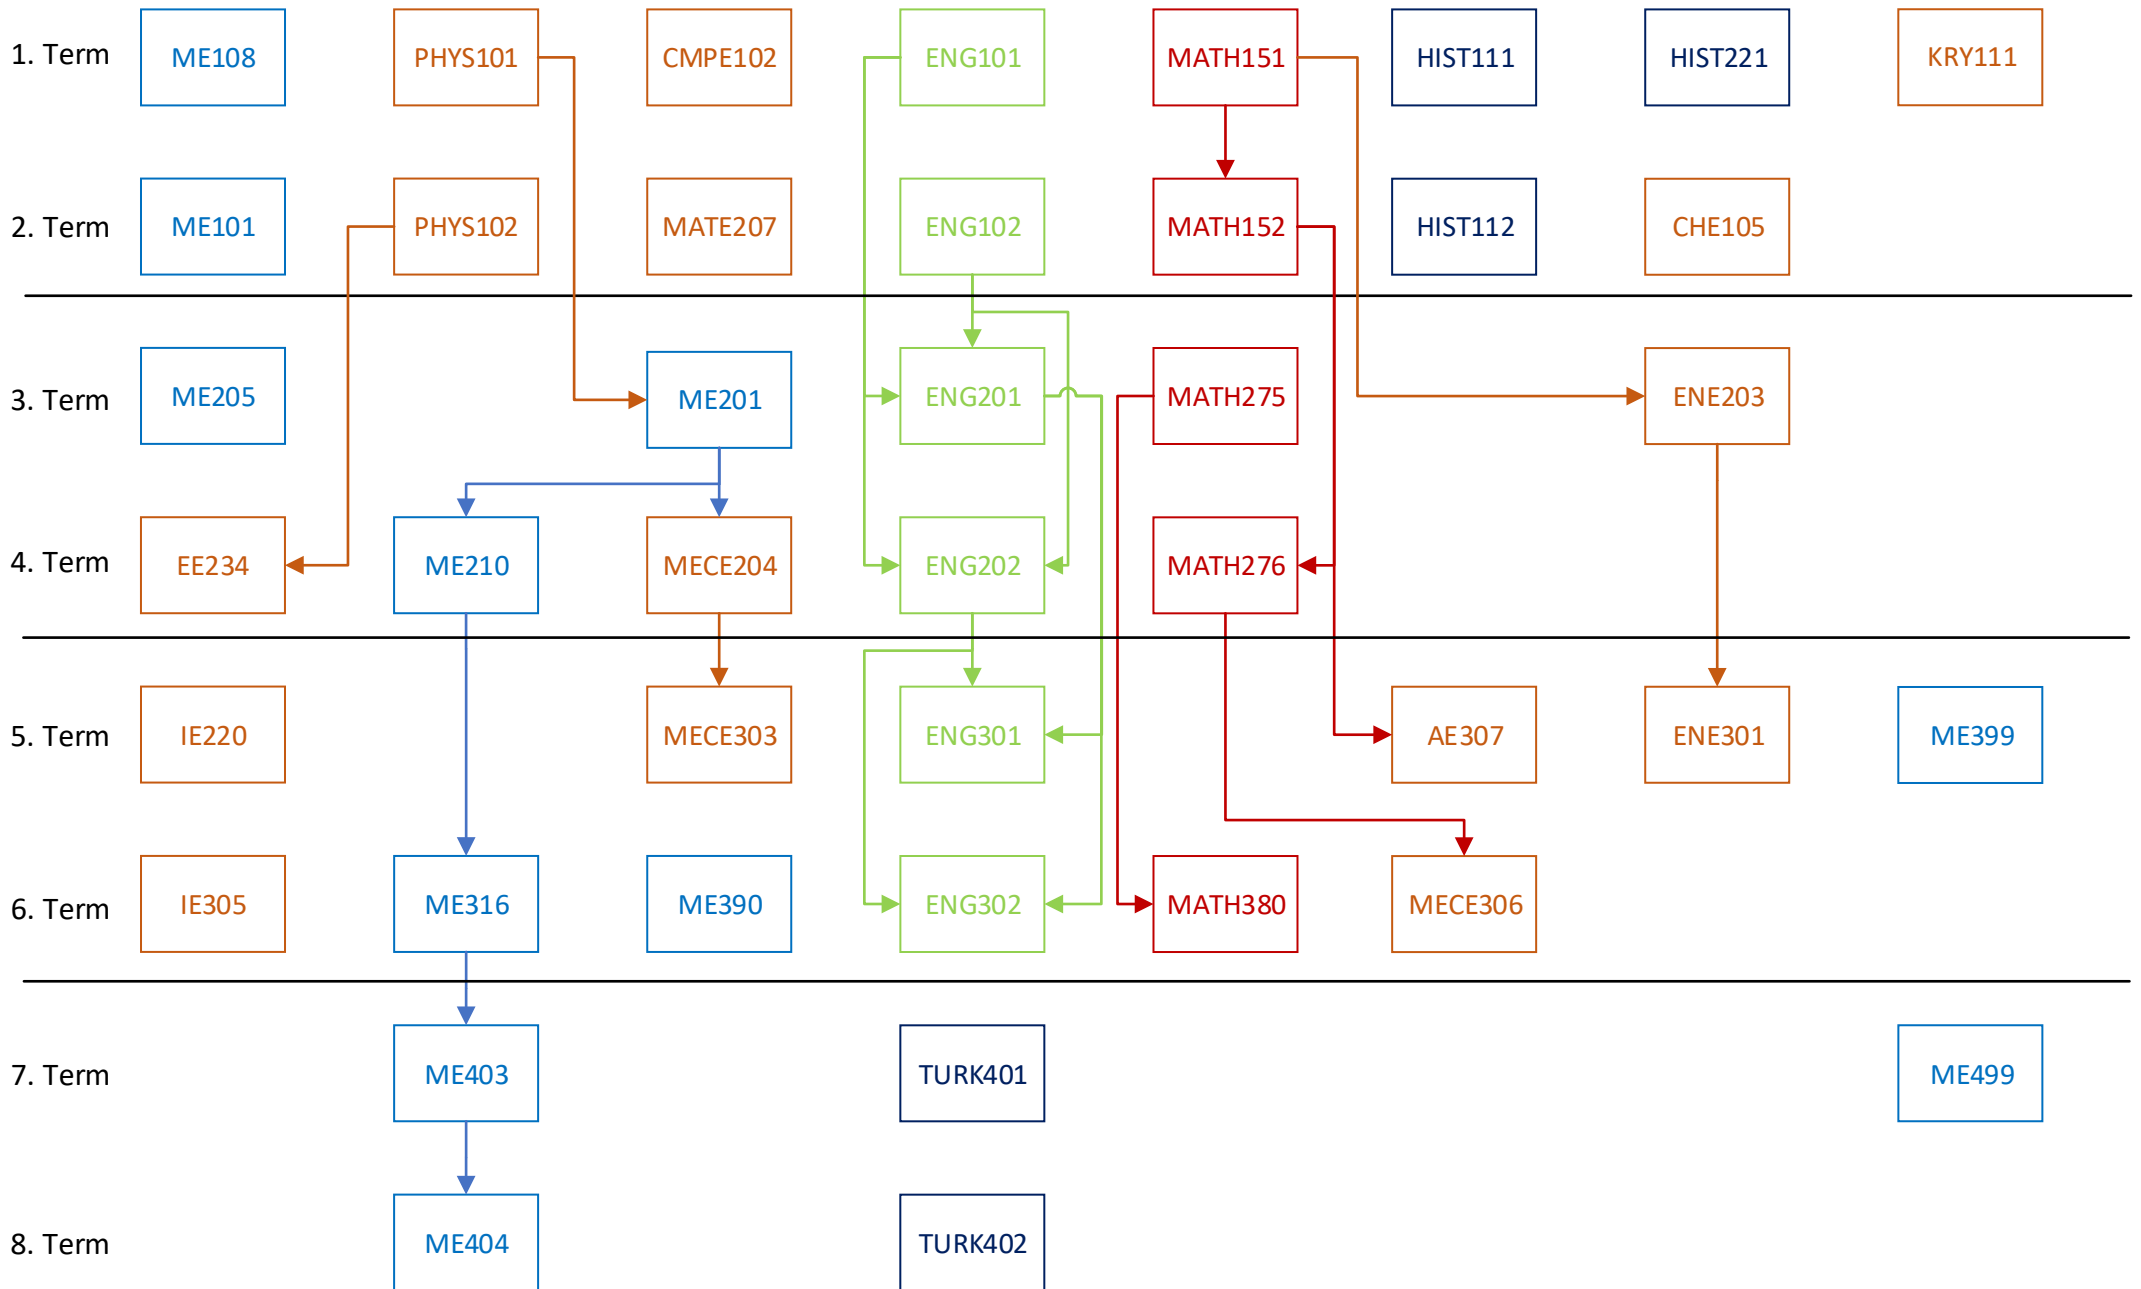 1. Term ME108 PHYS101 CMPE102 ENG101 MATH151 HIST111 HIST221 KRY111
2. Term ME101 PHYS102 MATE207 ENG102 MATH152 HIST112 CHE105
3. Term ME205 ME201 ENG201 MATH275 ENE203
4. Term EE234 ME210 MECE204 ENG202 MATH276
5. Term IE220 MECE303 ENG301 AE307 ENE301 ME399
6. Term IE305 ME316 ME390 ENG302 MATH380 MECE306
7. Term ME403 TURK401 ME499
8. Term ME404 TURK402